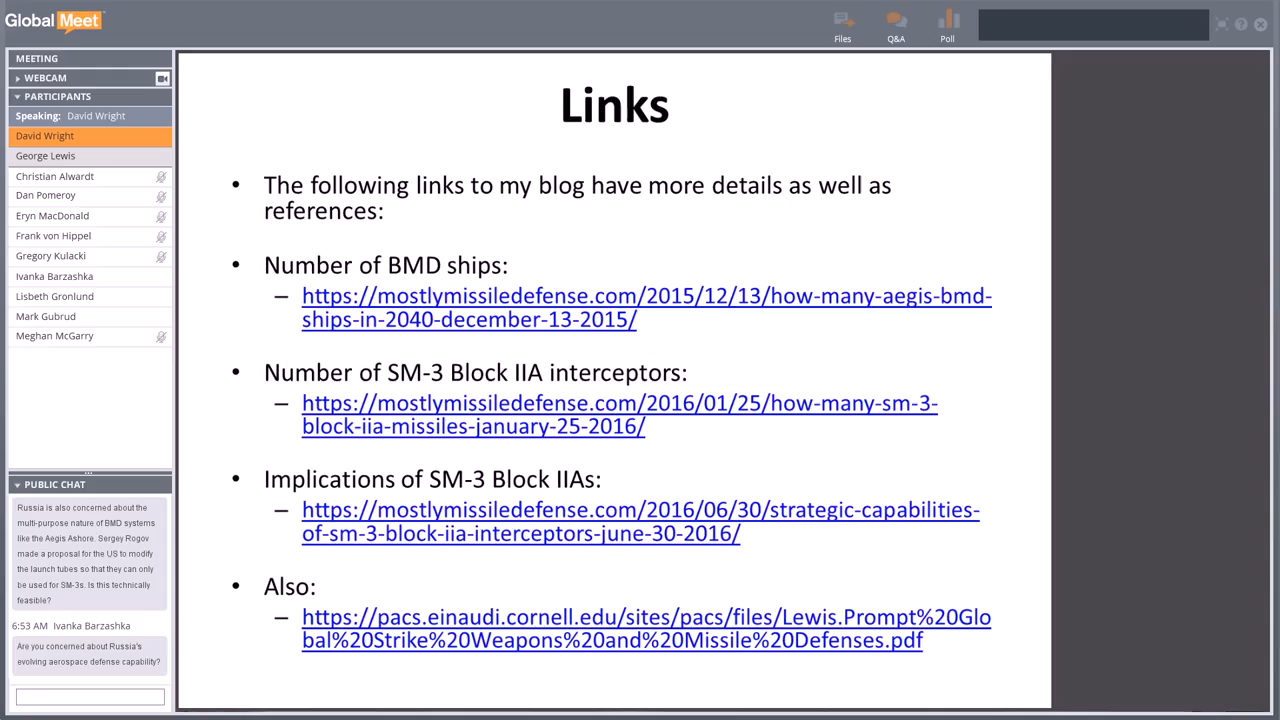 Global Meet
Files
Q&A
Poll
MEETING
WEBCAM
PARTICIPANTS
Speaking: David Wright
David Wright
George Lewis
Christian Alwardt
Dan Pomeroy
Eryn MacDonald
Frank von Hippel
Gregory Kulacki
Ivanka Barzashka
Lisbeth Gronlund
Mark Gubrud
Meghan McGarry
PUBLIC CHAT
Russia is also concerned about the
multi-purpose nature of BMD systems
like the Aegis Ashore. Sergey Rogov
made a proposal for the US to modify
the launch tubes so that they can only
be used for SM-3s. Is this technically
feasible?
6:53 AM Ivanka Barzashka
Are you concerned about Russia's
evolving aerospace defense capability?
Links
• The following links to my blog have more details as well as
references:
• Number of BMD ships:
– https://mostlymissiledefense.com/2015/12/13/how-many-aegis-bmd-
ships-in-2040-december-13-2015/
• Number of SM-3 Block IIA interceptors:
– https://mostlymissiledefense.com/2016/01/25/how-many-sm-3-
block-iia-missiles-january-25-2016/
• Implications of SM-3 Block IIAs:
– https://mostlymissiledefense.com/2016/06/30/strategic-capabilities-
of-sm-3-block-iia-interceptors-june-30-2016/
• Also:
– https://pacs.einaudi.cornell.edu/sites/pacs/files/Lewis.Prompt%20Glo
bal%20Strike%20Weapons%20and%20Missile%20Defenses.pdf